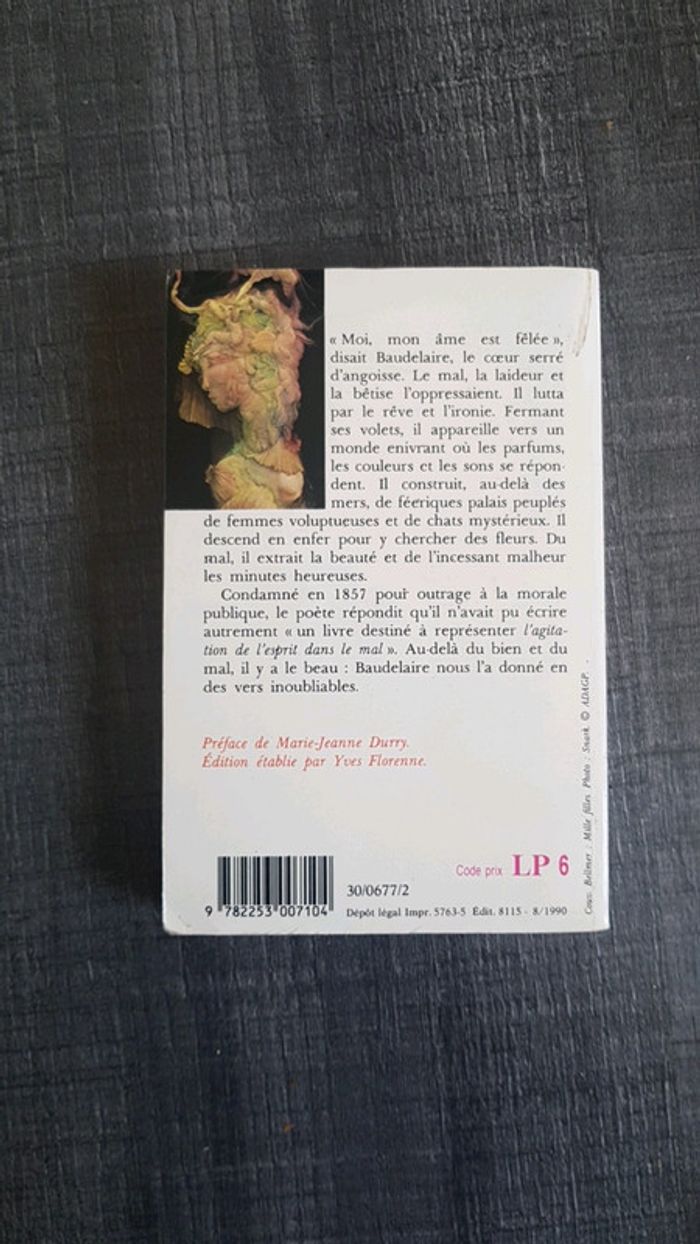 « Moi, mon âme est fêlée »,
disait Baudelaire, le cœur serré
d'angoisse. Le mal, la laideur et
la bêtise l'oppressaient. Il lutta
par le rêve et l'ironie. Fermant
ses volets, il appareille vers un
monde enivrant où les parfums,
les couleurs et les sons se répon-
dent. Il construit, au-delà des
mers, de féeriques palais peuplés
de femmes voluptueuses et de chats mystérieux. Il
descend en enfer pour y chercher des fleurs. Du
mal, il extrait la beauté et de l'incessant malheur
les minutes heureuses.
Condamné en 1857 pour outrage à la morale
publique, le poète répondit qu'il n'avait pu écrire
autrement « un livre destiné à représenter l'agita-
tion de l'esprit dans le mal ». Au-delà du bien et du
mal, il y a le beau : Baudelaire nous l'a donné en
des vers inoubliables.
Préface de Marie-Jeanne Durry.
Édition établie par Yves Florenne.
Couv. Bellmer : Mille filles. Photo : Snark. © ADAGP.
Code prix LP 6
30/0677/2
9 782253 007104
Dépôt légal Impr. 5763-5 Édit. 8115 - 8/1990